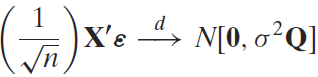 (1/√n) X′ε →ᵈ N[0, σ²Q]